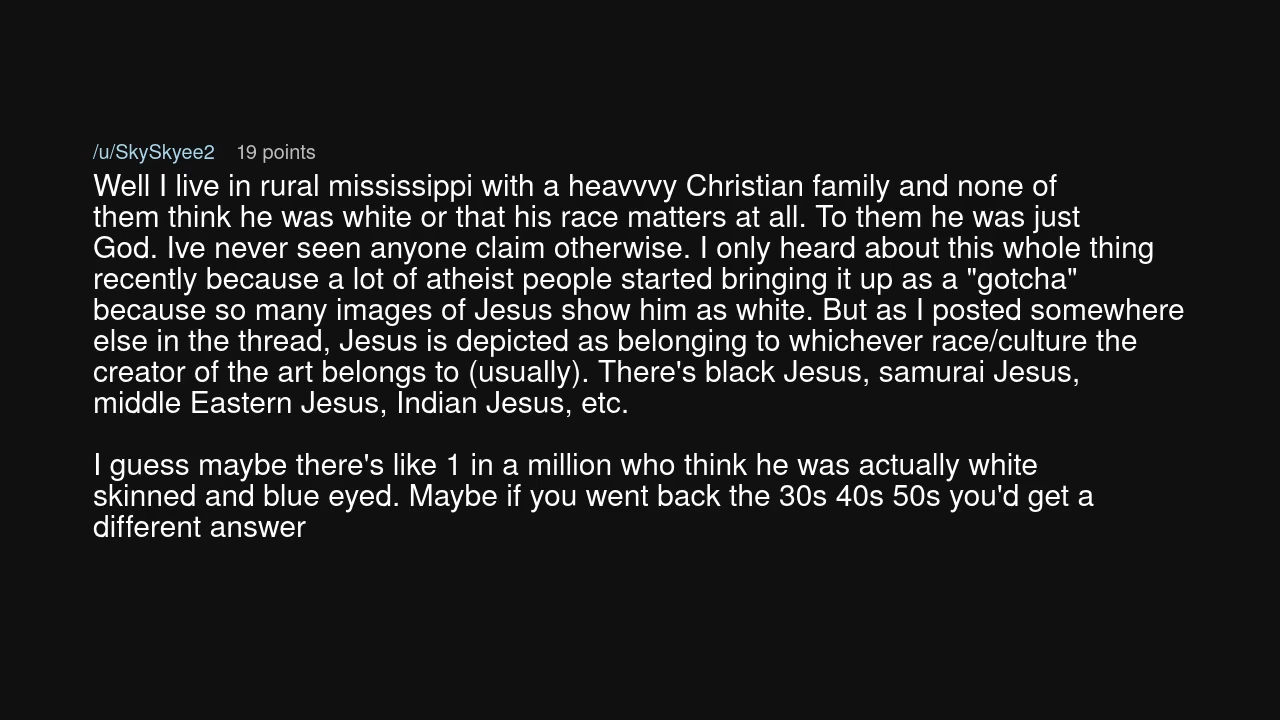 /u/SkySkyee2 19 points
Well I live in rural mississippi with a heavvvy Christian family and none of
them think he was white or that his race matters at all. To them he was just
God. Ive never seen anyone claim otherwise. I only heard about this whole thing
recently because a lot of atheist people started bringing it up as a "gotcha"
because so many images of Jesus show him as white. But as I posted somewhere
else in the thread, Jesus is depicted as belonging to whichever race/culture the
creator of the art belongs to (usually). There's black Jesus, samurai Jesus,
middle Eastern Jesus, Indian Jesus, etc.
I guess maybe there's like 1 in a million who think he was actually white
skinned and blue eyed. Maybe if you went back the 30s 40s 50s you'd get a
different answer